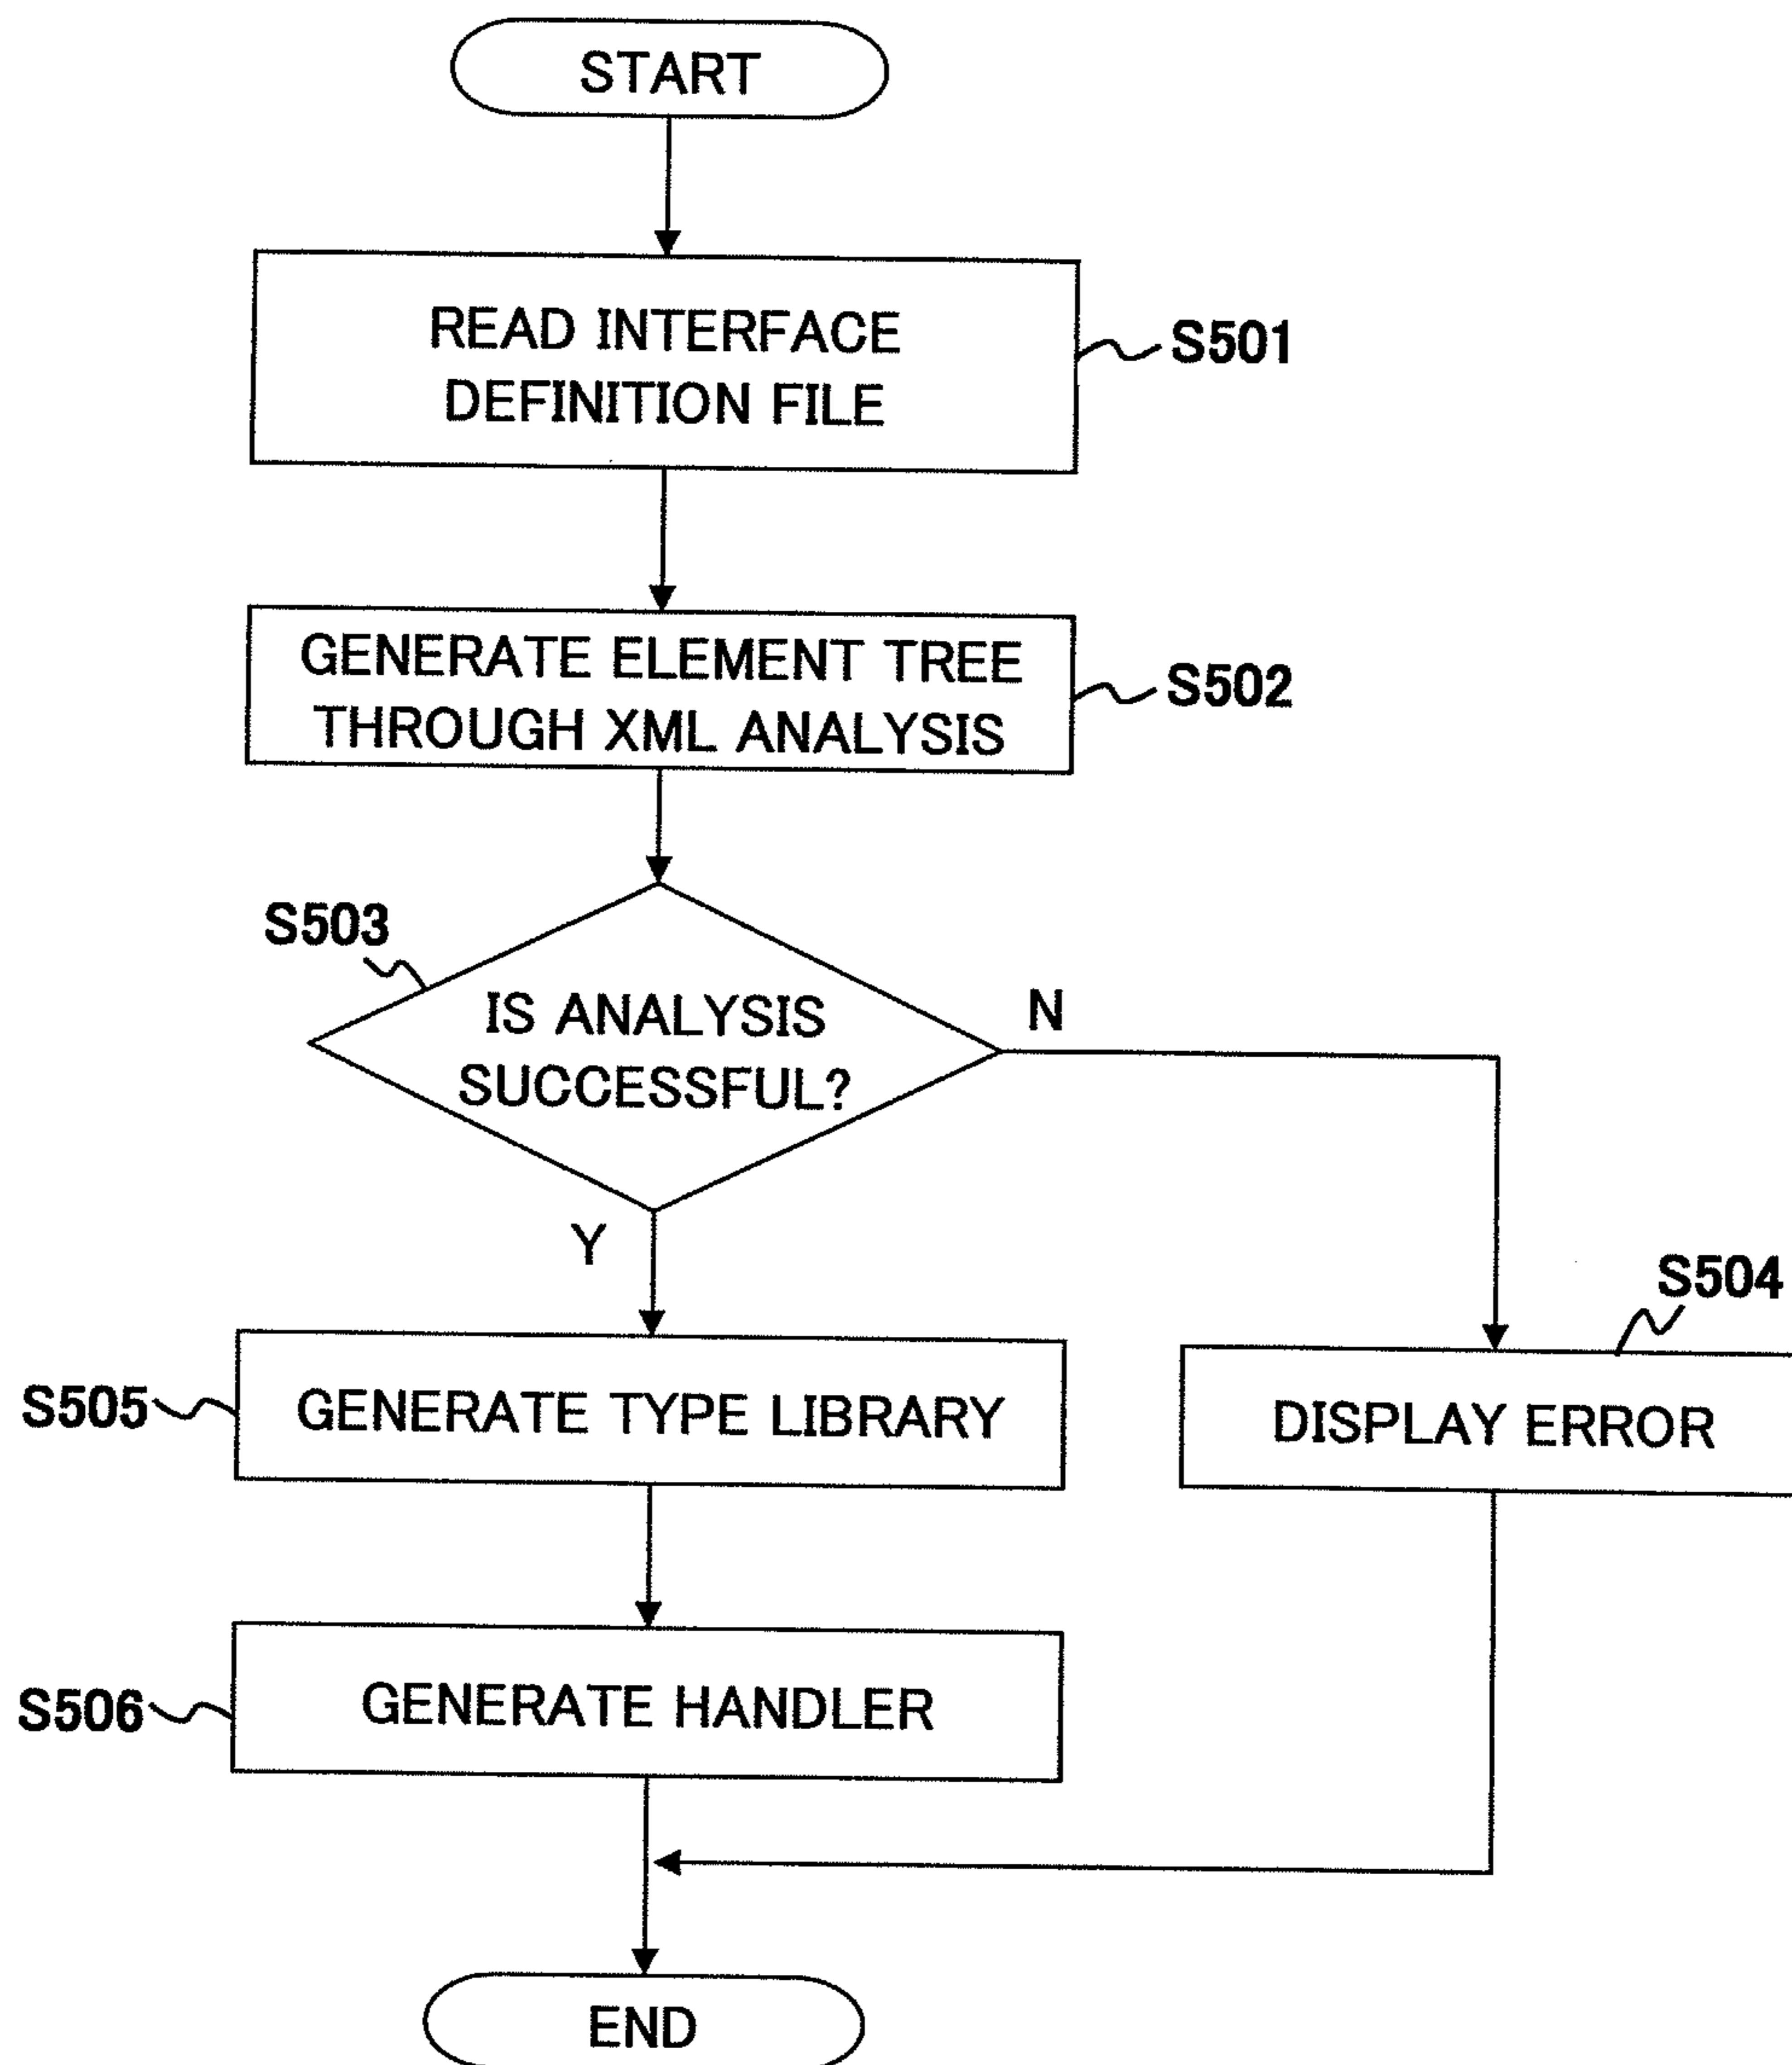 START
READ INTERFACE
DEFINITION FILE
S501
GENERATE ELEMENT TREE
THROUGH XML ANALYSIS
S502
S503
IS ANALYSIS
SUCCESSFUL?
N
Y
S504
S505
GENERATE TYPE LIBRARY
DISPLAY ERROR
S506
GENERATE HANDLER
END